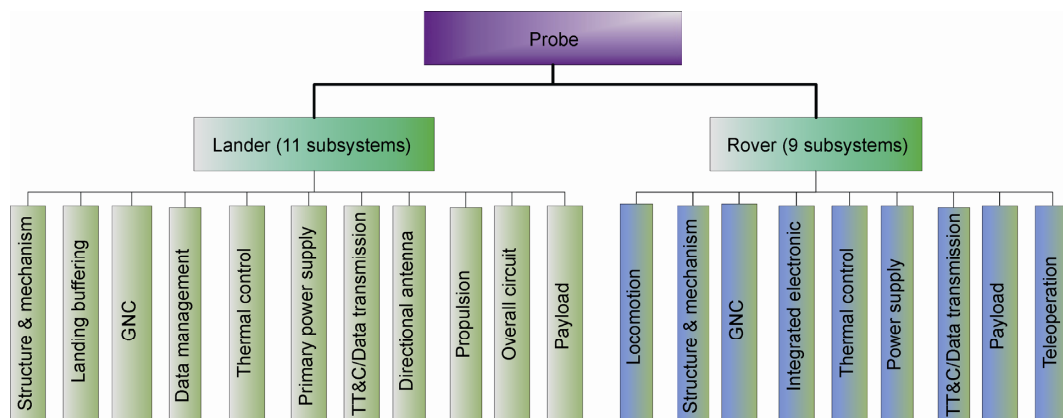 Probe
Lander (11 subsystems)
Rover (9 subsystems)
Structure & mechanism
Landing buffering
GNC
Data management
Thermal control
Primary power supply
TT&C/Data transmission
Directional antena
Propulsion
Overall circuit
Payload
Locomotion
Structure & mechanism
GNC
Integrated electronic
Thermal control
Power supply
TT&C/Data transmission
Payload
Teleoperation